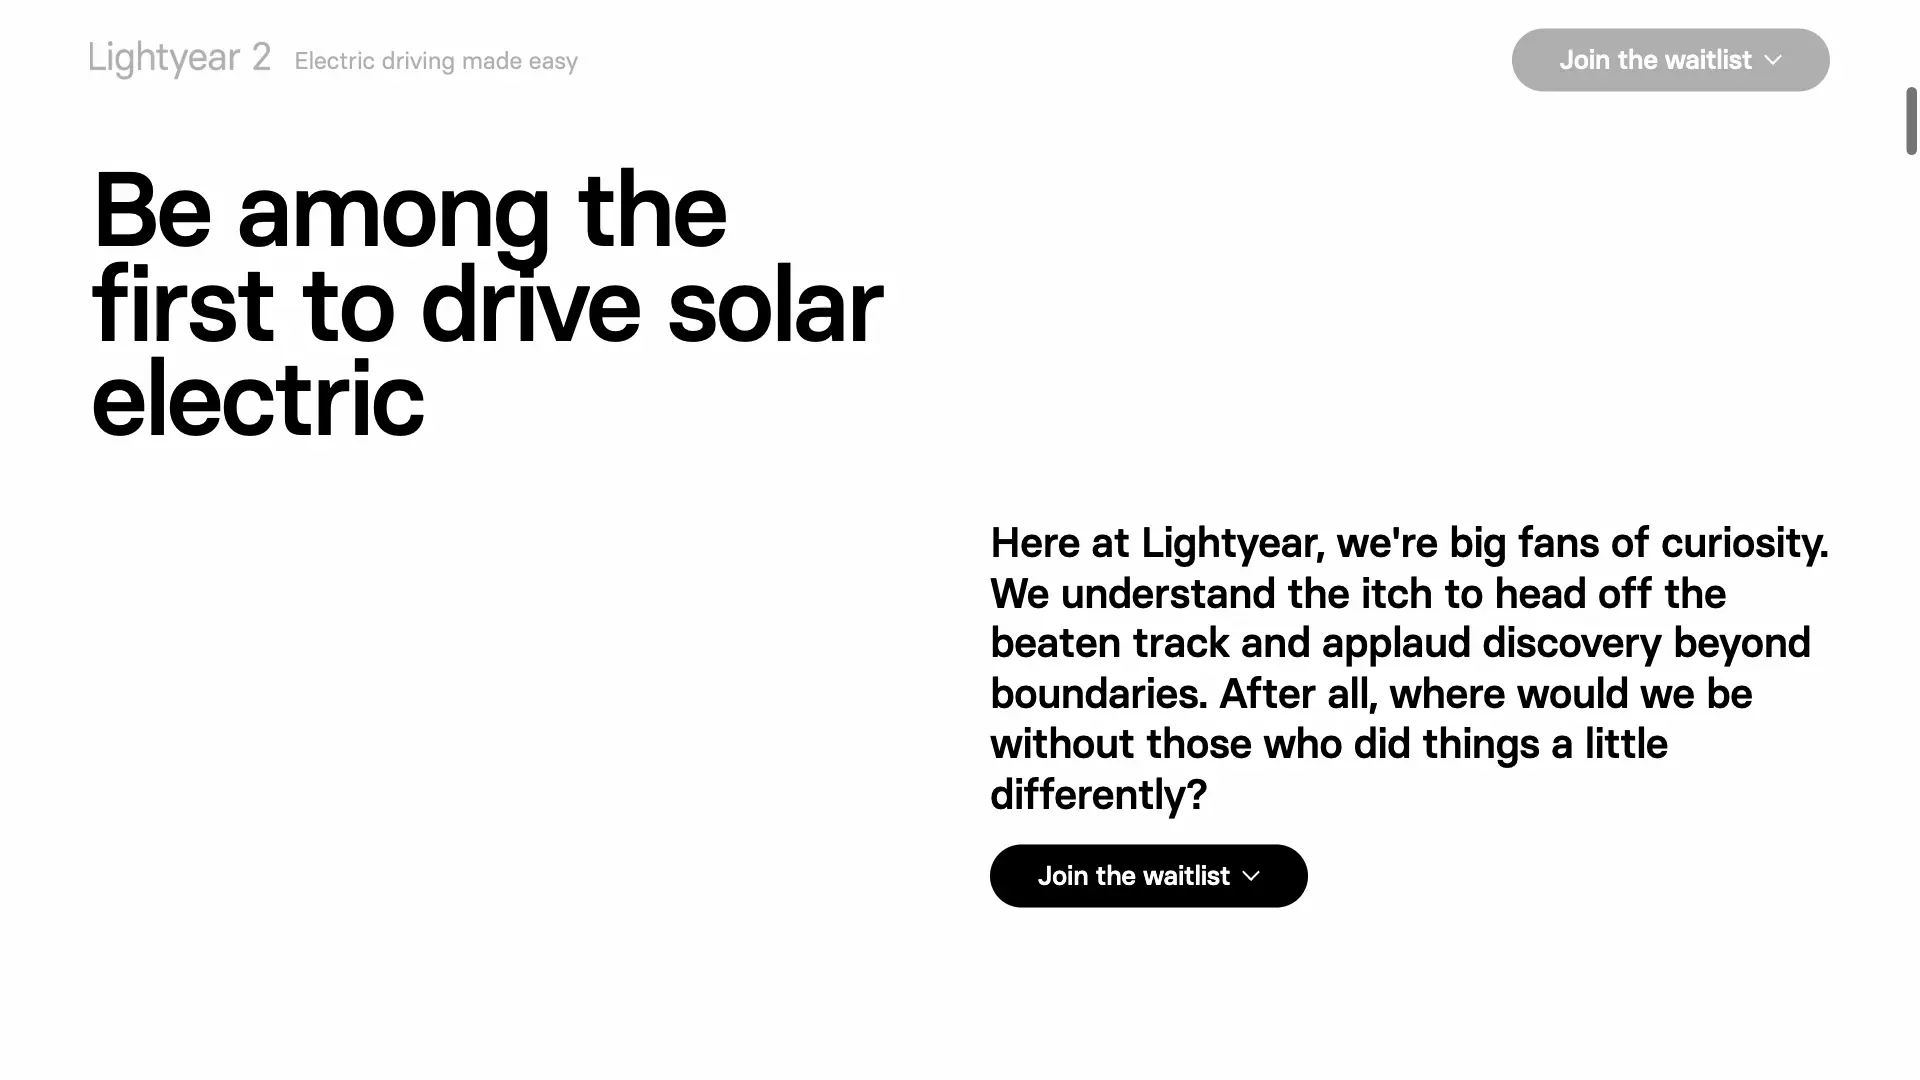 Lightyear 2 Electric driving made easy
Join the waitlist
Be among the
first to drive solar
electric
Here at Lightyear, we're big fans of curiosity.
We understand the itch to head off the
beaten track and applaud discovery beyond
boundaries. After all, where would we be
without those who did things a little
differently?
Join the waitlist